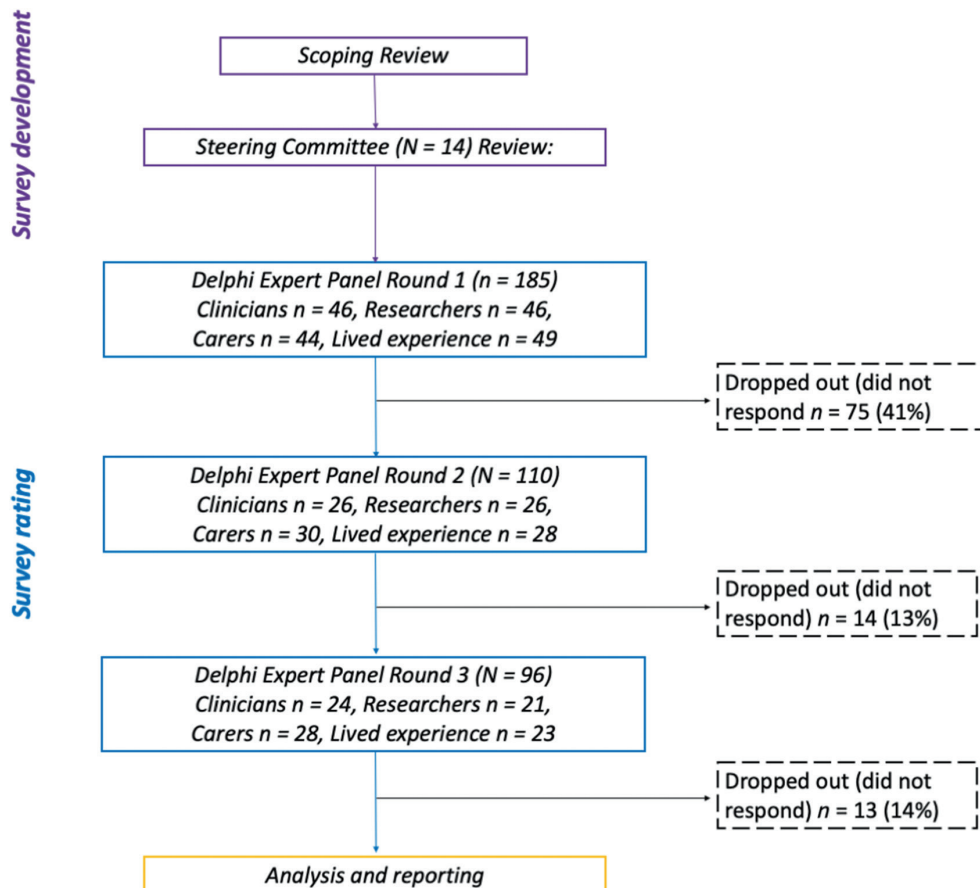 Survey development
Scoping Review
Steering Committee (N = 14) Review:
Delphi Expert Panel Round 1 (n = 185)
Clinicians n = 46, Researchers n = 46,
Carers n = 44, Lived experience n = 49
Dropped out (did not
respond n = 75 (41%)
Survey rating
Delphi Expert Panel Round 2 (N = 110)
Clinicians n = 26, Researchers n = 26,
Carers n = 30, Lived experience n = 28
Dropped out (did not
respond) n = 14 (13%)
Delphi Expert Panel Round 3 (N = 96)
Clinicians n = 24, Researchers n = 21,
Carers n = 28, Lived experience n = 23
Dropped out (did not
respond) n = 13 (14%)
Analysis and reporting